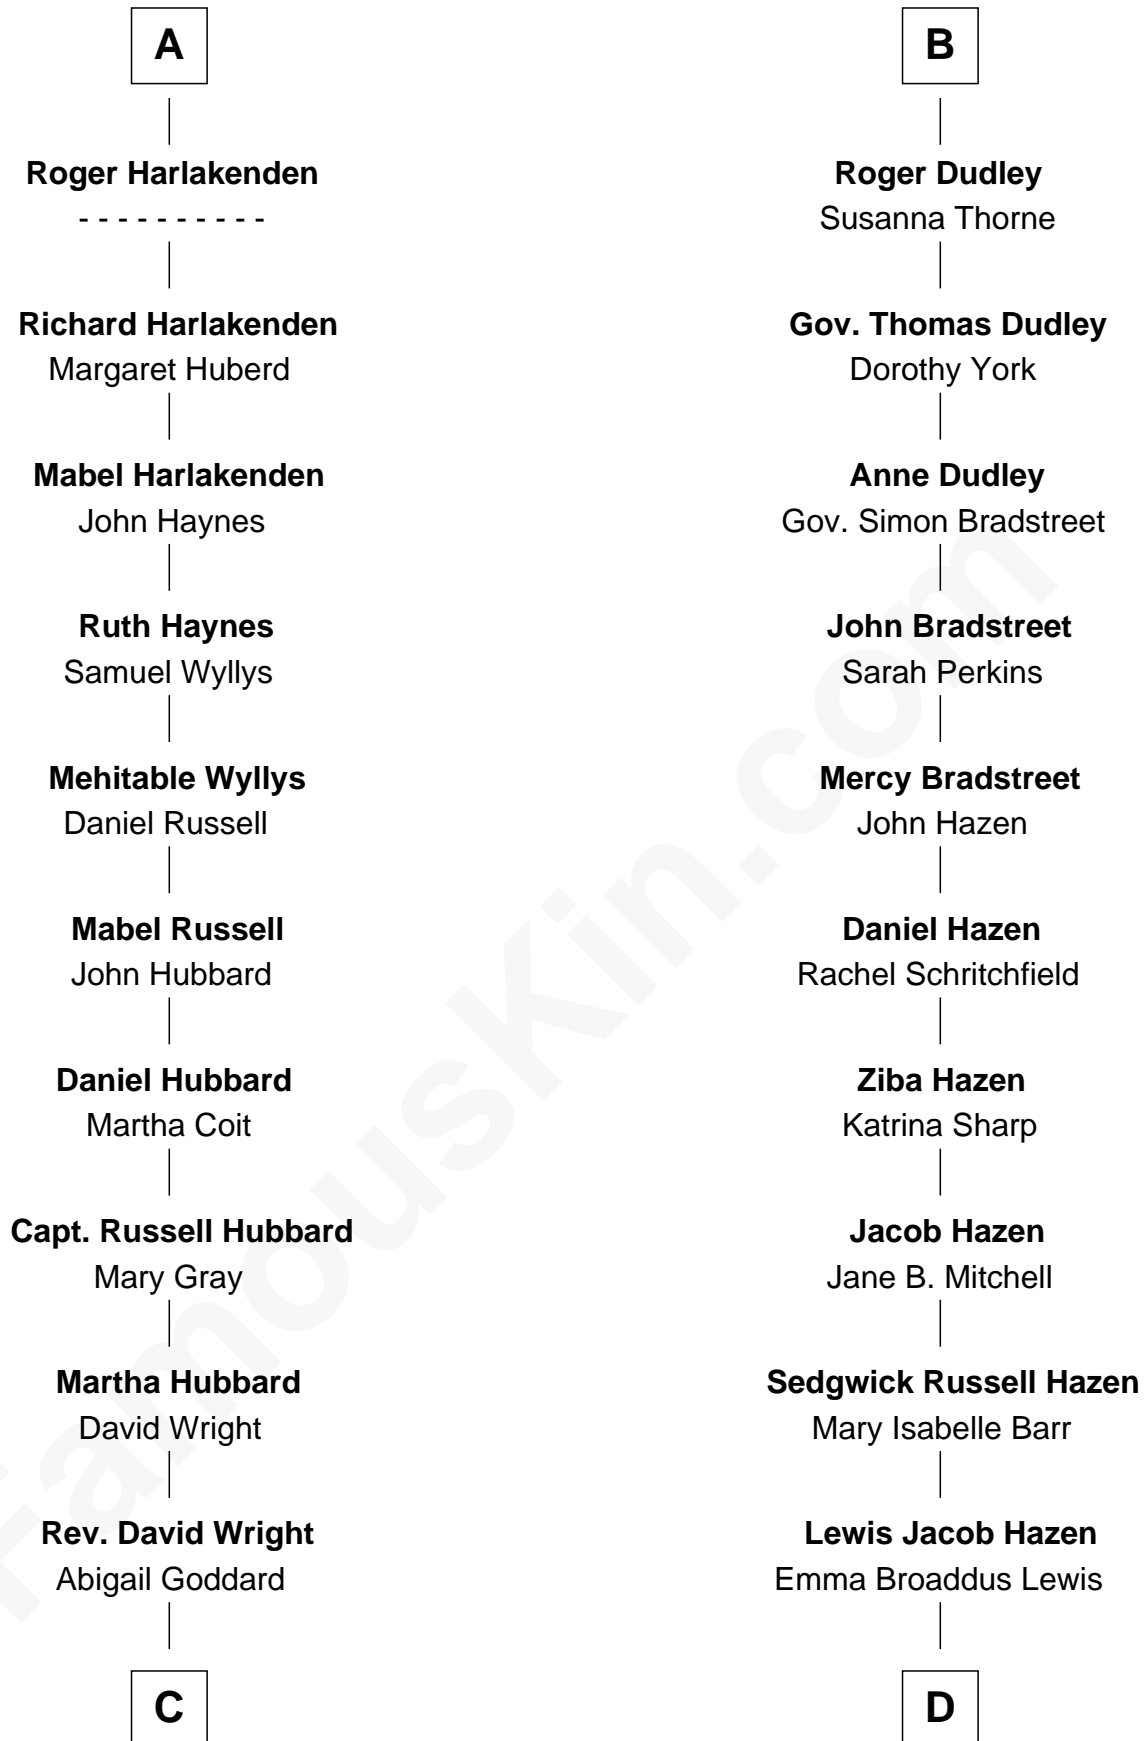 A
Roger Harlakenden
- - - - - - - - - -
Richard Harlakenden
Margaret Huberd
Mabel Harlakenden
John Haynes
Ruth Haynes
Samuel Wyllys
Mehitable Wyllys
Daniel Russell
Mabel Russell
John Hubbard
Daniel Hubbard
Martha Coit
Capt. Russell Hubbard
Mary Gray
Martha Hubbard
David Wright
Rev. David Wright
Abigail Goddard
C
B
Roger Dudley
Susanna Thorne
Gov. Thomas Dudley
Dorothy York
Anne Dudley
Gov. Simon Bradstreet
John Bradstreet
Sarah Perkins
Mercy Bradstreet
John Hazen
Daniel Hazen
Rachel Schritchfield
Ziba Hazen
Katrina Sharp
Jacob Hazen
Jane B. Mitchell
Sedgwick Russell Hazen
Mary Isabelle Barr
Lewis Jacob Hazen
Emma Broaddus Lewis
D
FamousKin.com